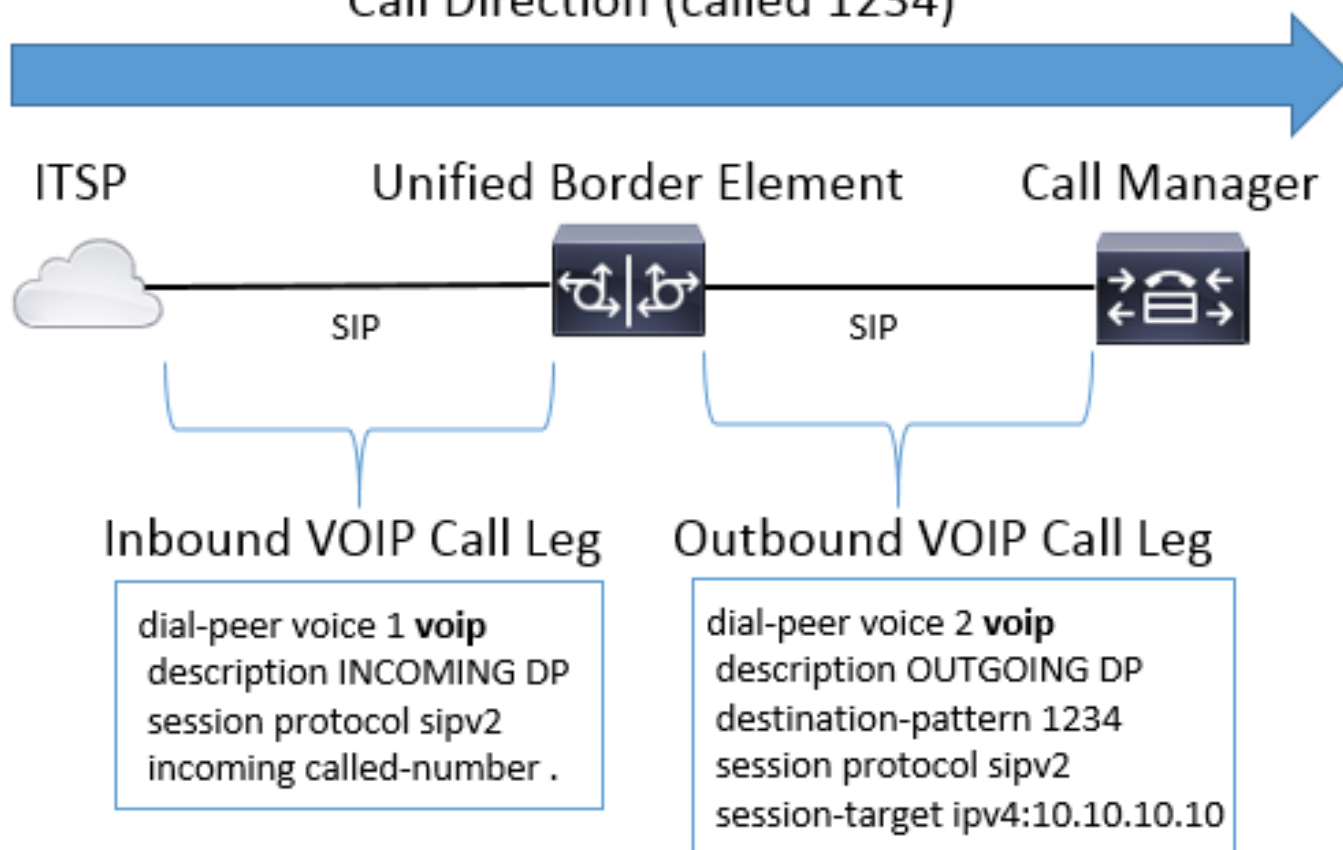 Call Direction (called 1234)
ITSP
Unified Border Element
Call Manager
SIP
SIP
Inbound VOIP Call Leg
Outbound VOIP Call Leg
dial-peer voice 1 voip
description INCOMING DP
session protocol sipv2
incoming called-number .
dial-peer voice 2 voip
description OUTGOING DP
destination-pattern 1234
session protocol sipv2
session-target ipv4:10.10.10.10